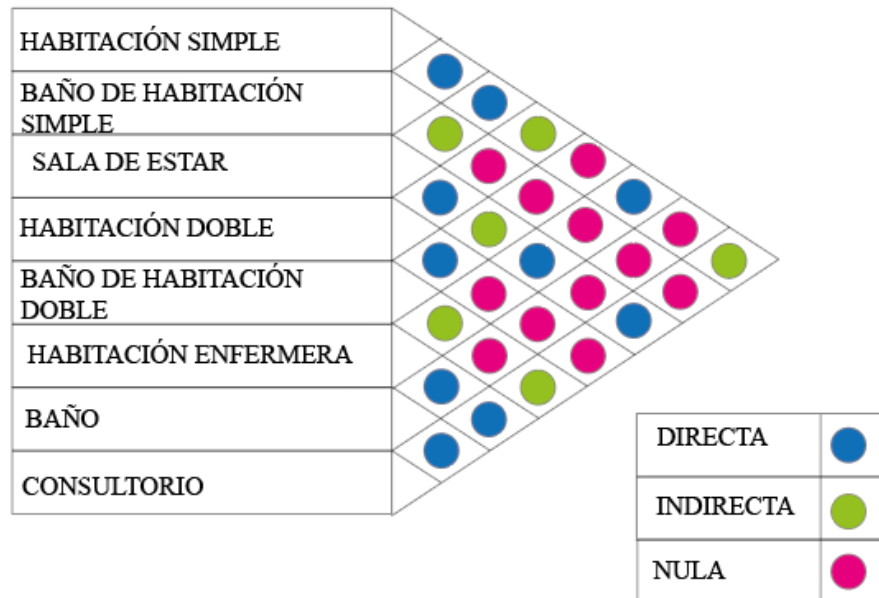 HABITACIÓN SIMPLE
BAÑO DE HABITACIÓN
SIMPLE
SALA DE ESTAR
HABITACIÓN DOBLE
BAÑO DE HABITACIÓN
DOBLE
HABITACIÓN ENFERMERA
BAÑO
CONSULTORIO
DIRECTA
INDIRECTA
NULA